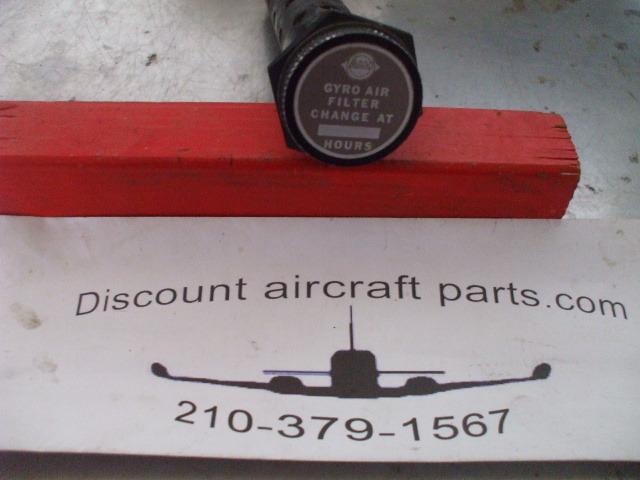 GYRO AIR
FILTER
CHANGE AT
HOURS
Discount aircraft parts.com
210-379-1567